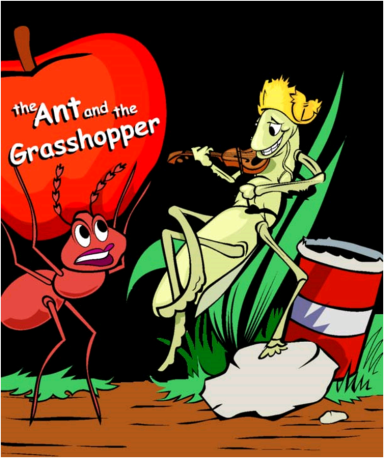 the Ant and the
Grasshopper